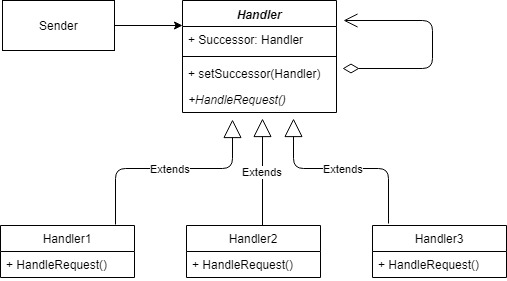 Sender
Handler
+ Successor: Handler
+ setSuccessor(Handler)
+HandleRequest()
Extends
Extends
Extends
Handler1
+ HandleRequest()
Handler2
+ HandleRequest()
Handler3
+ HandleRequest()